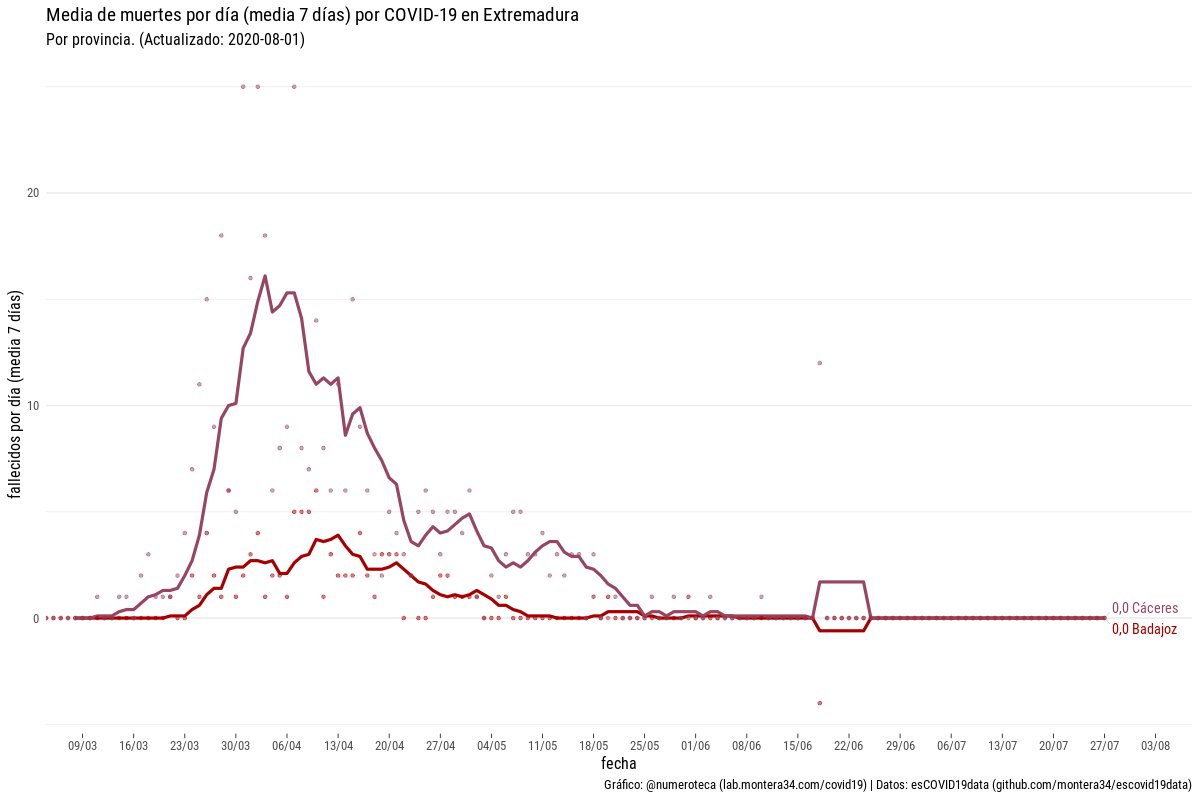 Media de muertes por día (media 7 días) por COVID-19 en Extremadura
Por provincia. (Actualizado: 2020-08-01)
fallecidos por día (media 7 días)
20
10
0
0,0 Cáceres
0,0 Badajoz
09/03 16/03 23/03 30/03 06/04 13/04 20/04 27/04 04/05 11/05 18/05 25/05 01/06 08/06 15/06 22/06 29/06 06/07 13/07 20/07 27/07 03/08
fecha
Gráfico: @numeroteca (lab.montera34.com/covid19) | Datos: esCOVID19data (github.com/montera34/escovid19data)